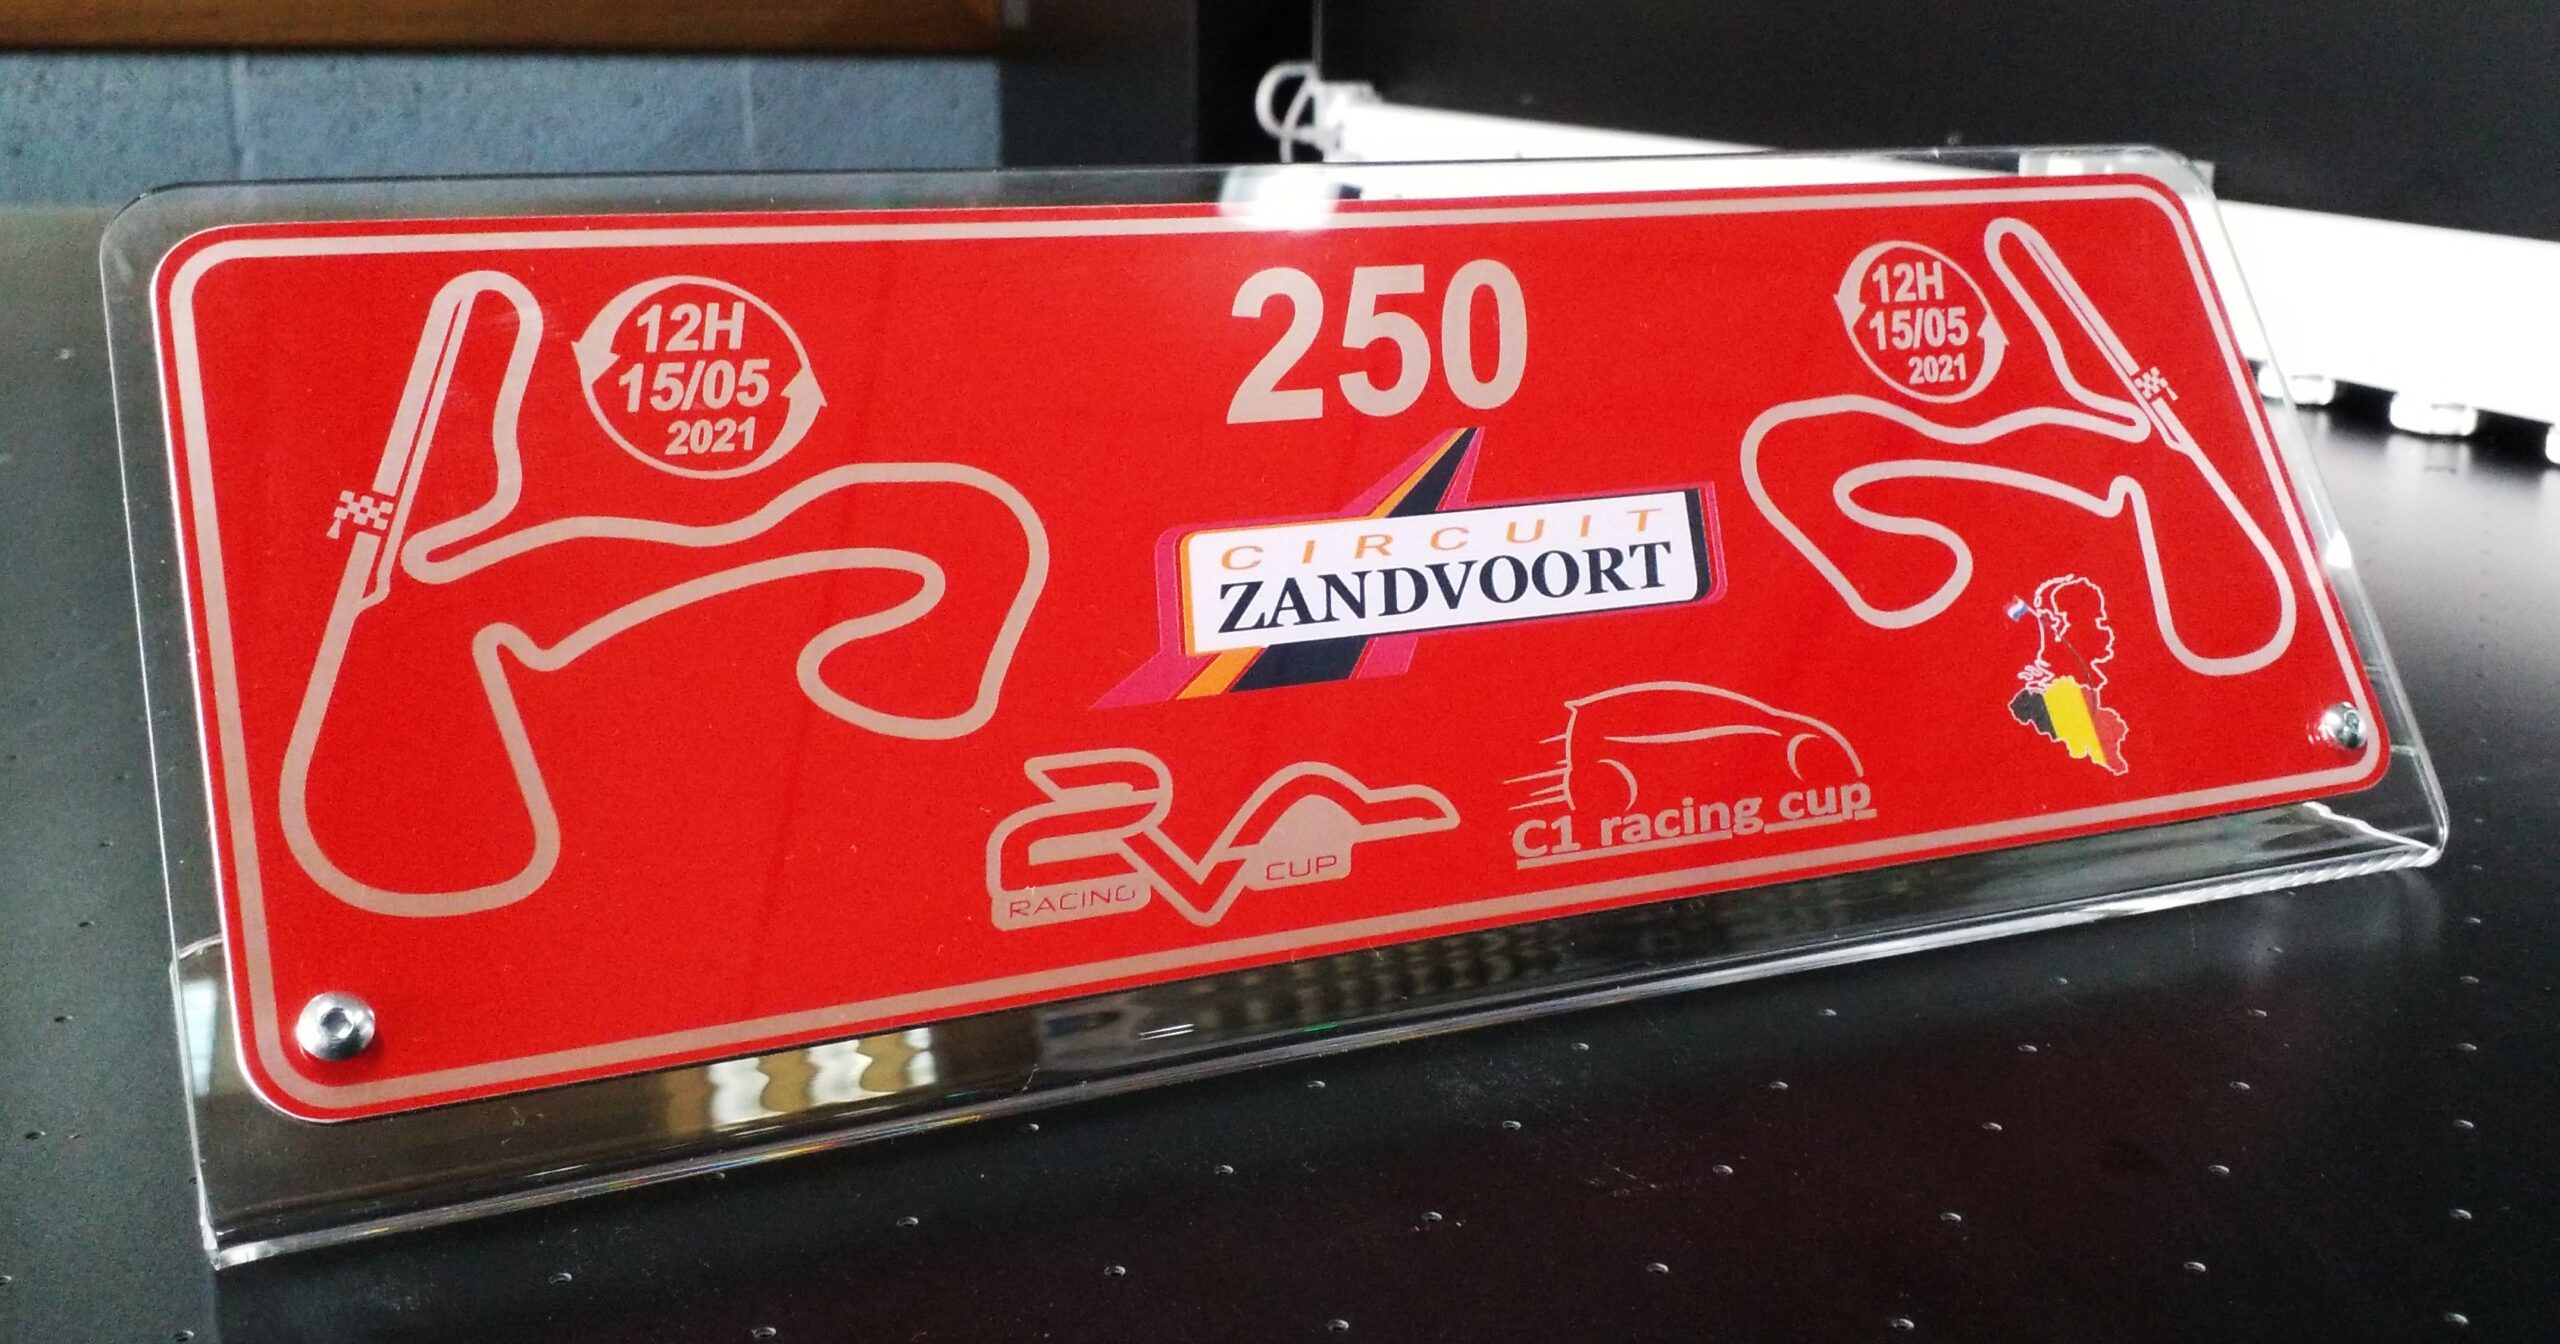 12H
15/05
2021
250
12H
15/05
2021
CIRCUIT
ZANDVOORT
RACING CUP
C1 racing cup